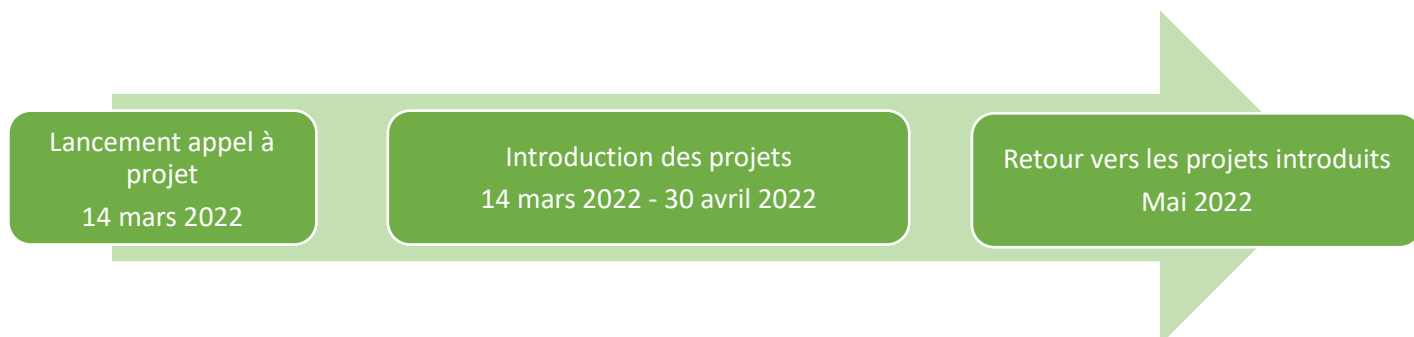 Lancement appel à
projet
14 mars 2022
Introduction des projets
14 mars 2022 - 30 avril 2022
Retour vers les projets introduits
Mai 2022